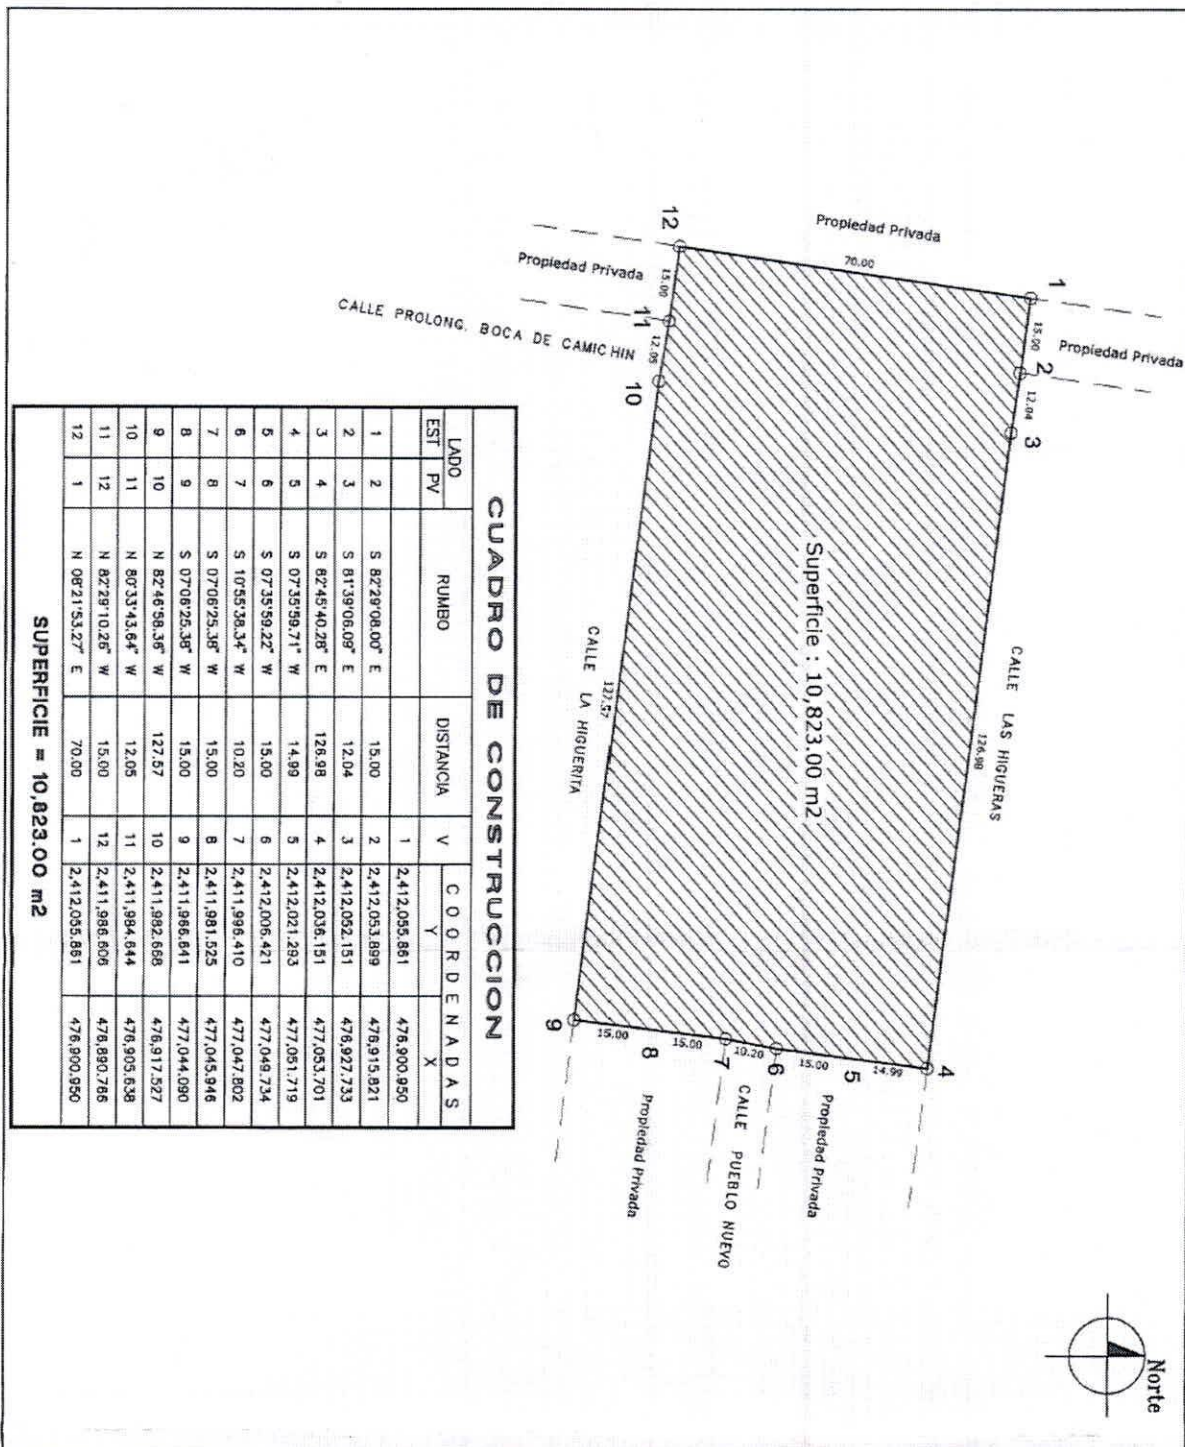 Norte
Propiedad Privada
Propiedad Privada
1
15.00
2
12.04
3
CALLE LAS HIGUERAS
126.98
4
14.99
5
15.00
6
10.20
7
15.00
8
15.00
9
Propiedad Privada
CALLE PUEBLO NUEVO
Propiedad Privada
70.00
Superficie : 10,823.00 m2
12
15.00
11
12.05
10
127.57
CALLE LA HIGUERITA
Propiedad Privada
CALLE PROLONG. BOCA DE CAMICHIN
CUADRO DE CONSTRUCCION
LADO RUMBO DISTANCIA V COORDENADAS
EST PV Y X
1 2,412,055.861 476,900.950
1 2 S 82°29'08.00" E 15.00 2 2,412,053.899 476,915.821
2 3 S 81°39'06.09" E 12.04 3 2,412,052.151 476,927.733
3 4 S 82°45'40.28" E 126.98 4 2,412,036.151 477,053.701
4 5 S 07°35'59.71" W 14.99 5 2,412,021.293 477,051.719
5 6 S 07°35'59.22" W 15.00 6 2,412,006.421 477,049.734
6 7 S 10°55'38.34" W 10.20 7 2,411,996.410 477,047.802
7 8 S 07°06'25.38" W 15.00 8 2,411,981.525 477,045.946
8 9 S 07°06'25.38" W 15.00 9 2,411,966.641 477,044.090
9 10 N 82°46'58.36" W 127.57 10 2,411,982.668 476,917.527
10 11 N 80°33'43.64" W 12.05 11 2,411,984.644 476,905.638
11 12 N 82°29'10.26" W 15.00 12 2,411,986.606 476,890.766
12 1 N 08°21'53.27" E 70.00 1 2,412,055.861 476,900.950
SUPERFICIE = 10,823.00 m2